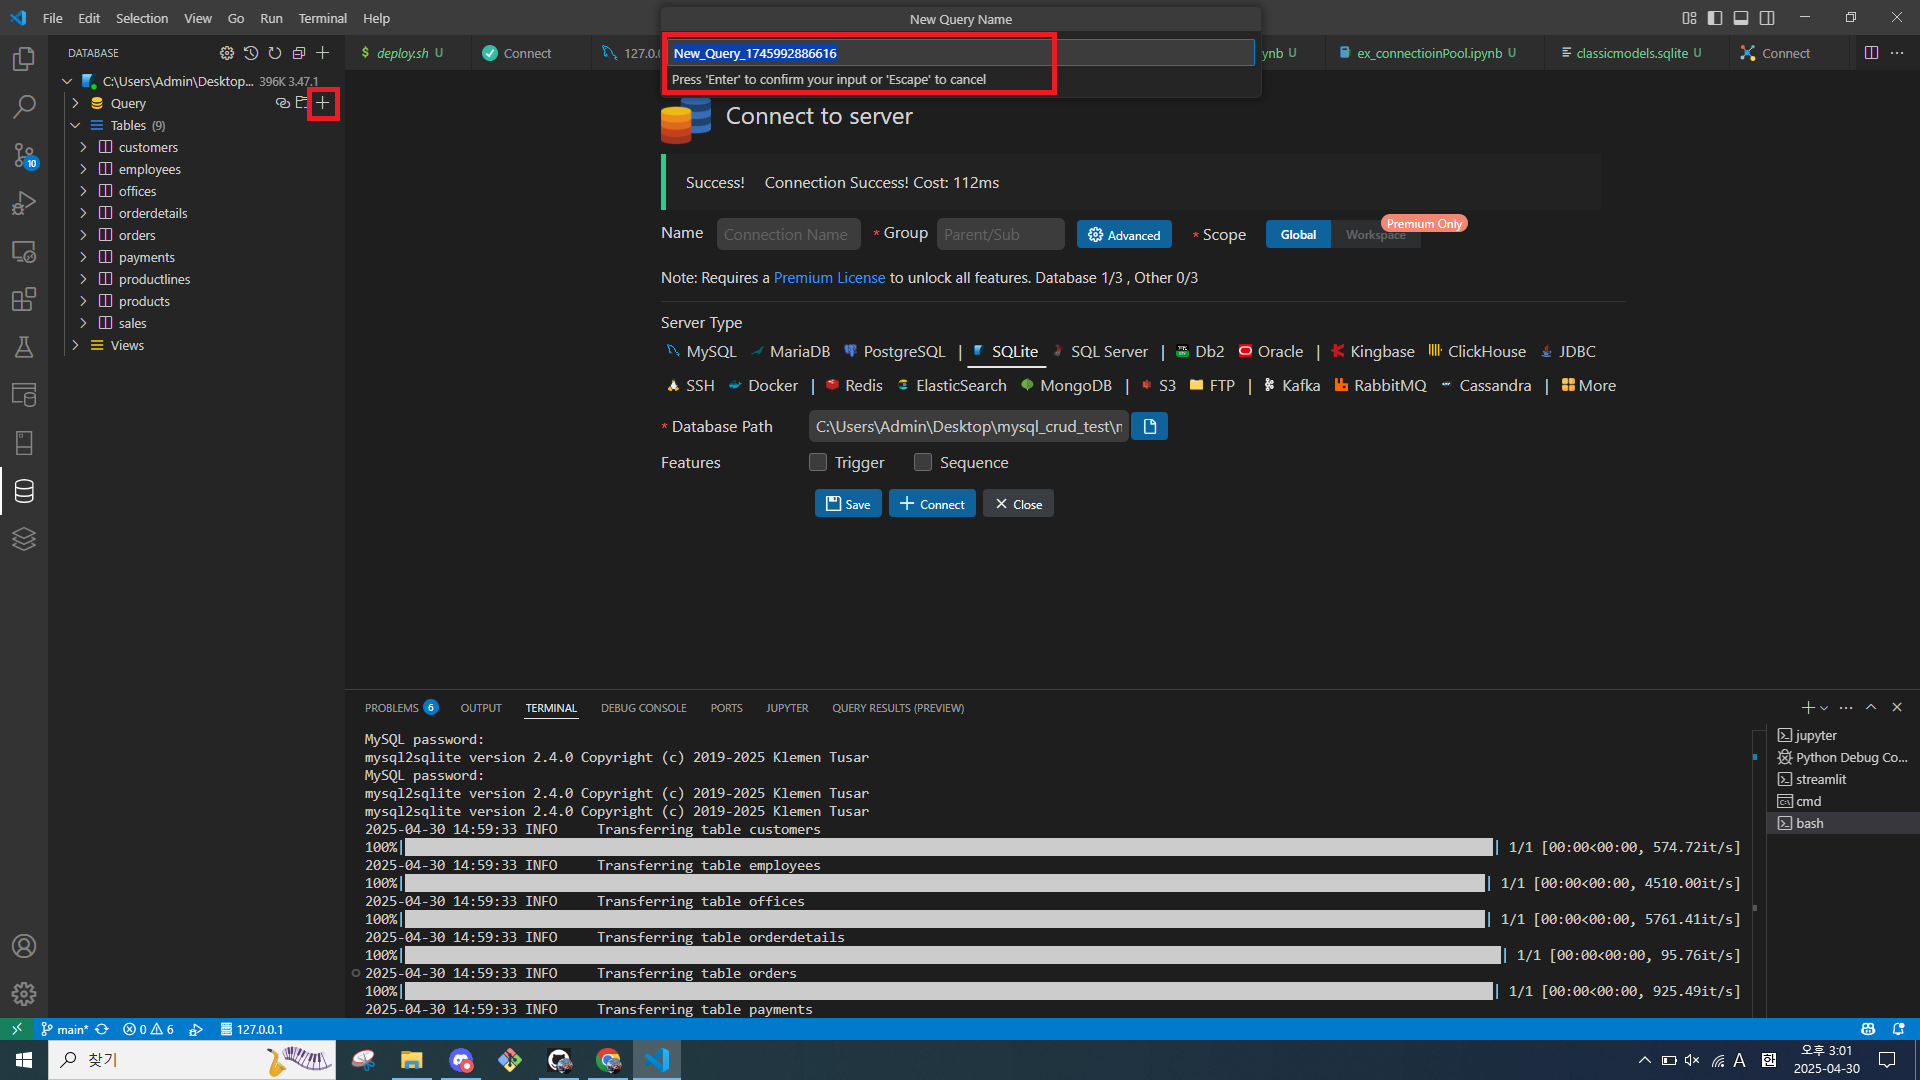 File Edit Selection View Go Run Terminal Help
New Query Name
New_Query_1745992886616
Press 'Enter' to confirm your input or 'Escape' to cancel
DATABASE
$ deploy.sh U
Connect
127.0.0
ynb U
ex_connectioinPool.ipynb U
classicmodels.sqlite U
Connect
C:\Users\Admin\Desktop... 396K 3.47.1
Query
Tables (9)
customers
employees
offices
orderdetails
orders
payments
productlines
products
sales
Views
10
Connect to server
Success! Connection Success! Cost: 112ms
Name Connection Name * Group Parent/Sub Advanced * Scope Global Workspace
Premium Only
Note: Requires a Premium License to unlock all features. Database 1/3 , Other 0/3
Server Type
MySQL MariaDB PostgreSQL | SQLite SQL Server | Db2 Oracle | Kingbase ClickHouse JDBC
SSH Docker | Redis ElasticSearch MongoDB | S3 FTP | Kafka RabbitMQ Cassandra | More
* Database Path C:\Users\Admin\Desktop\mysql_crud_test\
Features Trigger Sequence
Save Connect Close
PROBLEMS 6 OUTPUT TERMINAL DEBUG CONSOLE PORTS JUPYTER QUERY RESULTS (PREVIEW)
MySQL password:
mysql2sqlite version 2.4.0 Copyright (c) 2019-2025 Klemen Tusar
MySQL password:
mysql2sqlite version 2.4.0 Copyright (c) 2019-2025 Klemen Tusar
mysql2sqlite version 2.4.0 Copyright (c) 2019-2025 Klemen Tusar
2025-04-30 14:59:33 INFO Transferring table customers
100%| | 1/1 [00:00<00:00, 574.72it/s]
2025-04-30 14:59:33 INFO Transferring table employees
100%| | 1/1 [00:00<00:00, 4510.00it/s]
2025-04-30 14:59:33 INFO Transferring table offices
100%| | 1/1 [00:00<00:00, 5761.41it/s]
2025-04-30 14:59:33 INFO Transferring table orderdetails
100%| | 1/1 [00:00<00:00, 95.76it/s]
2025-04-30 14:59:33 INFO Transferring table orders
100%| | 1/1 [00:00<00:00, 925.49it/s]
2025-04-30 14:59:33 INFO Transferring table payments
jupyter
Python Debug Co...
streamlit
cmd
bash
main* 0 6 127.0.0.1
찾기
A 한
오후 3:01
2025-04-30